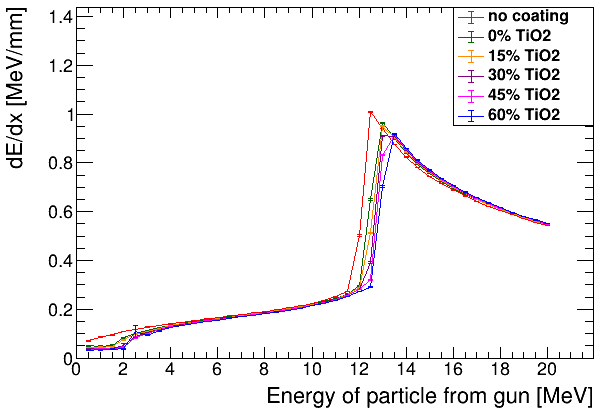 no coating
0% TiO2
15% TiO2
30% TiO2
45% TiO2
60% TiO2
dE/dx [MeV/mm]
1.4
1.2
1
0.8
0.6
0.4
0.2
0
0 2 4 6 8 10 12 14 16 18 20
Energy of particle from gun [MeV]